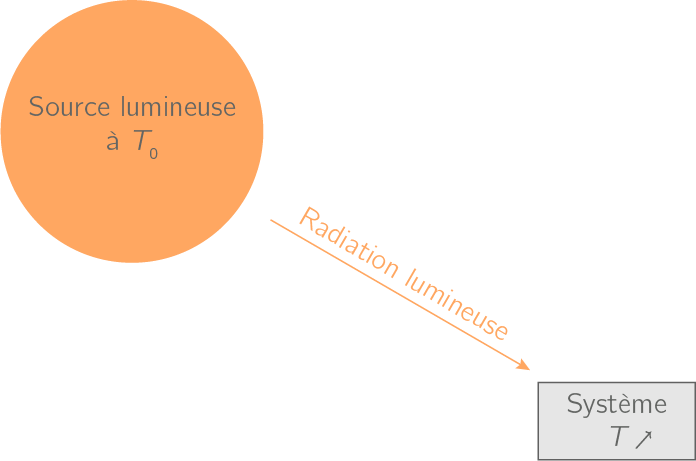 Source lumineuse
à T₀
Radiation lumineuse
Système
T ↗